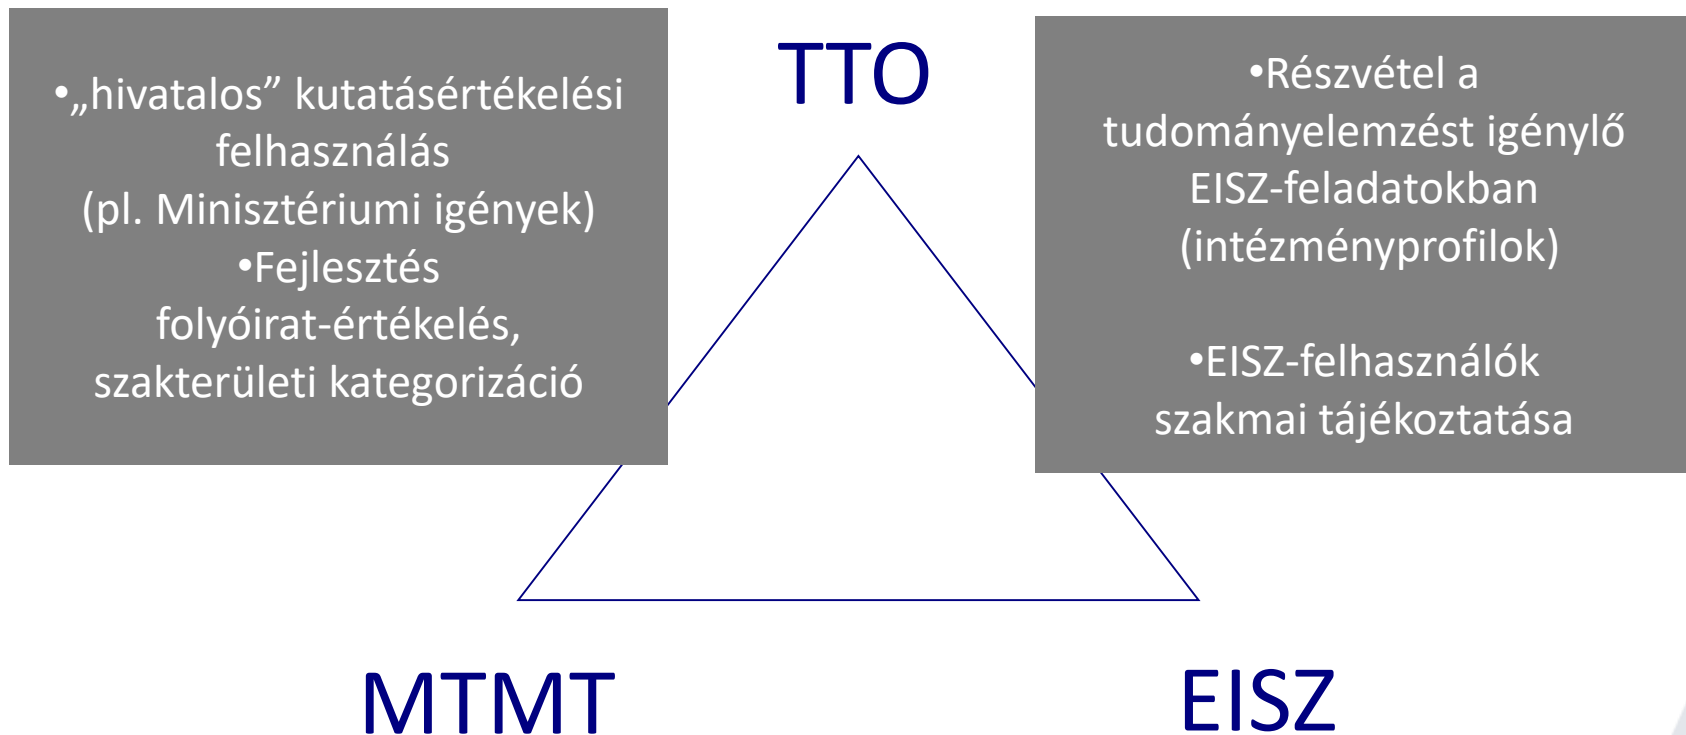 TTO
•„hivatalos” kutatásértékelési
felhasználás
(pl. Minisztériumi igények)
•Fejlesztés
folyóirat-értékelés,
szakterületi kategorizáció
•Részvétel a
tudományelemzést igénylő
EISZ-feladatokban
(intézményprofilok)
•EISZ-felhasználók
szakmai tájékoztatása
MTMT
EISZ